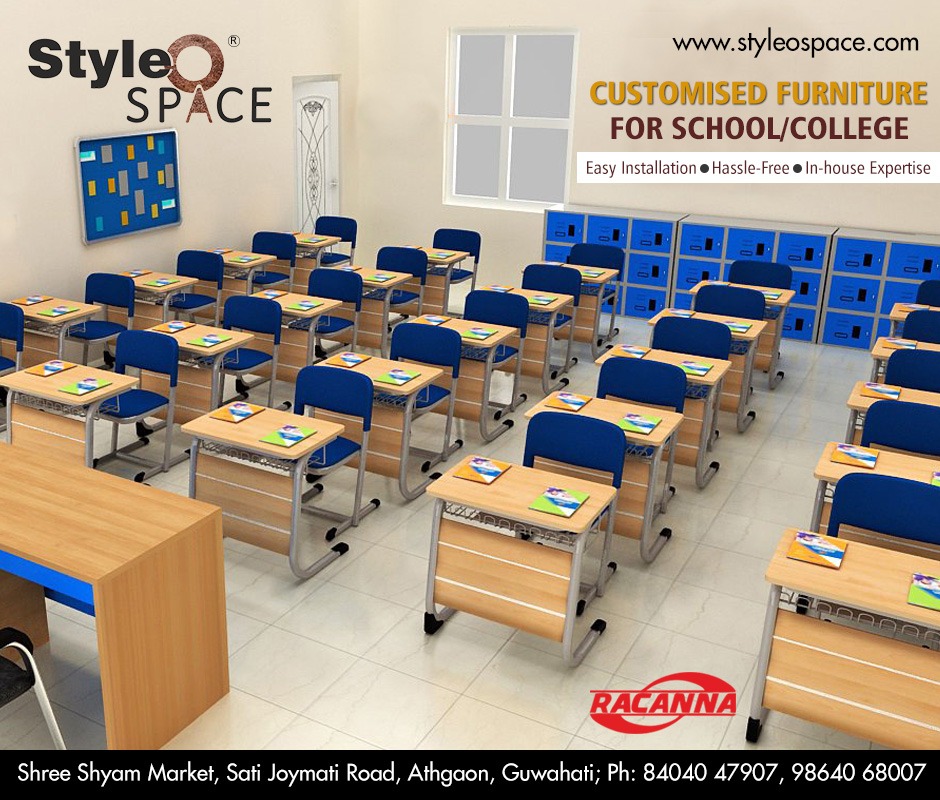 StyleO®
SPACE
www.styleospace.com
CUSTOMISED FURNITURE
FOR SCHOOL/COLLEGE
Easy Installation ● Hassle-Free ● In-house Expertise
RACANNA
Shree Shyam Market, Sati Joymati Road, Athgaon, Guwahati; Ph: 84040 47907, 98640 68007